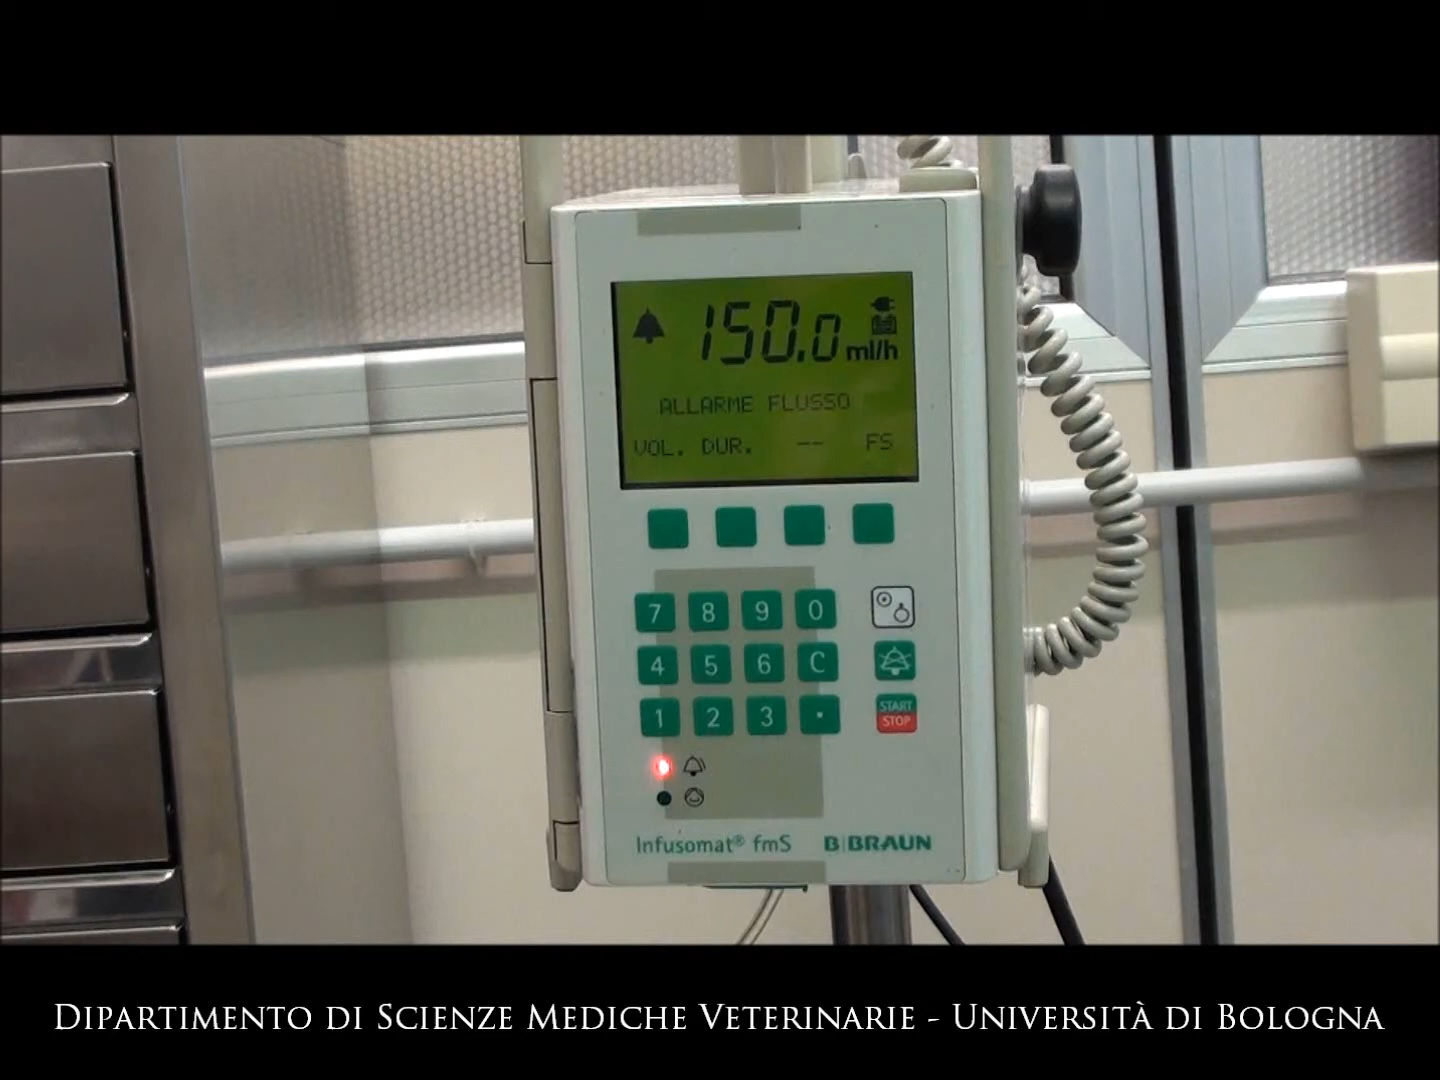 150.0 ml/h
ALLARME FLUSSO
VOL. DUR. -- FS
7 8 9 0
4 5 6 C
1 2 3 .
START
STOP
Infusomat® fmS B|BRAUN
Dipartimento di Scienze Mediche Veterinarie - Università di Bologna